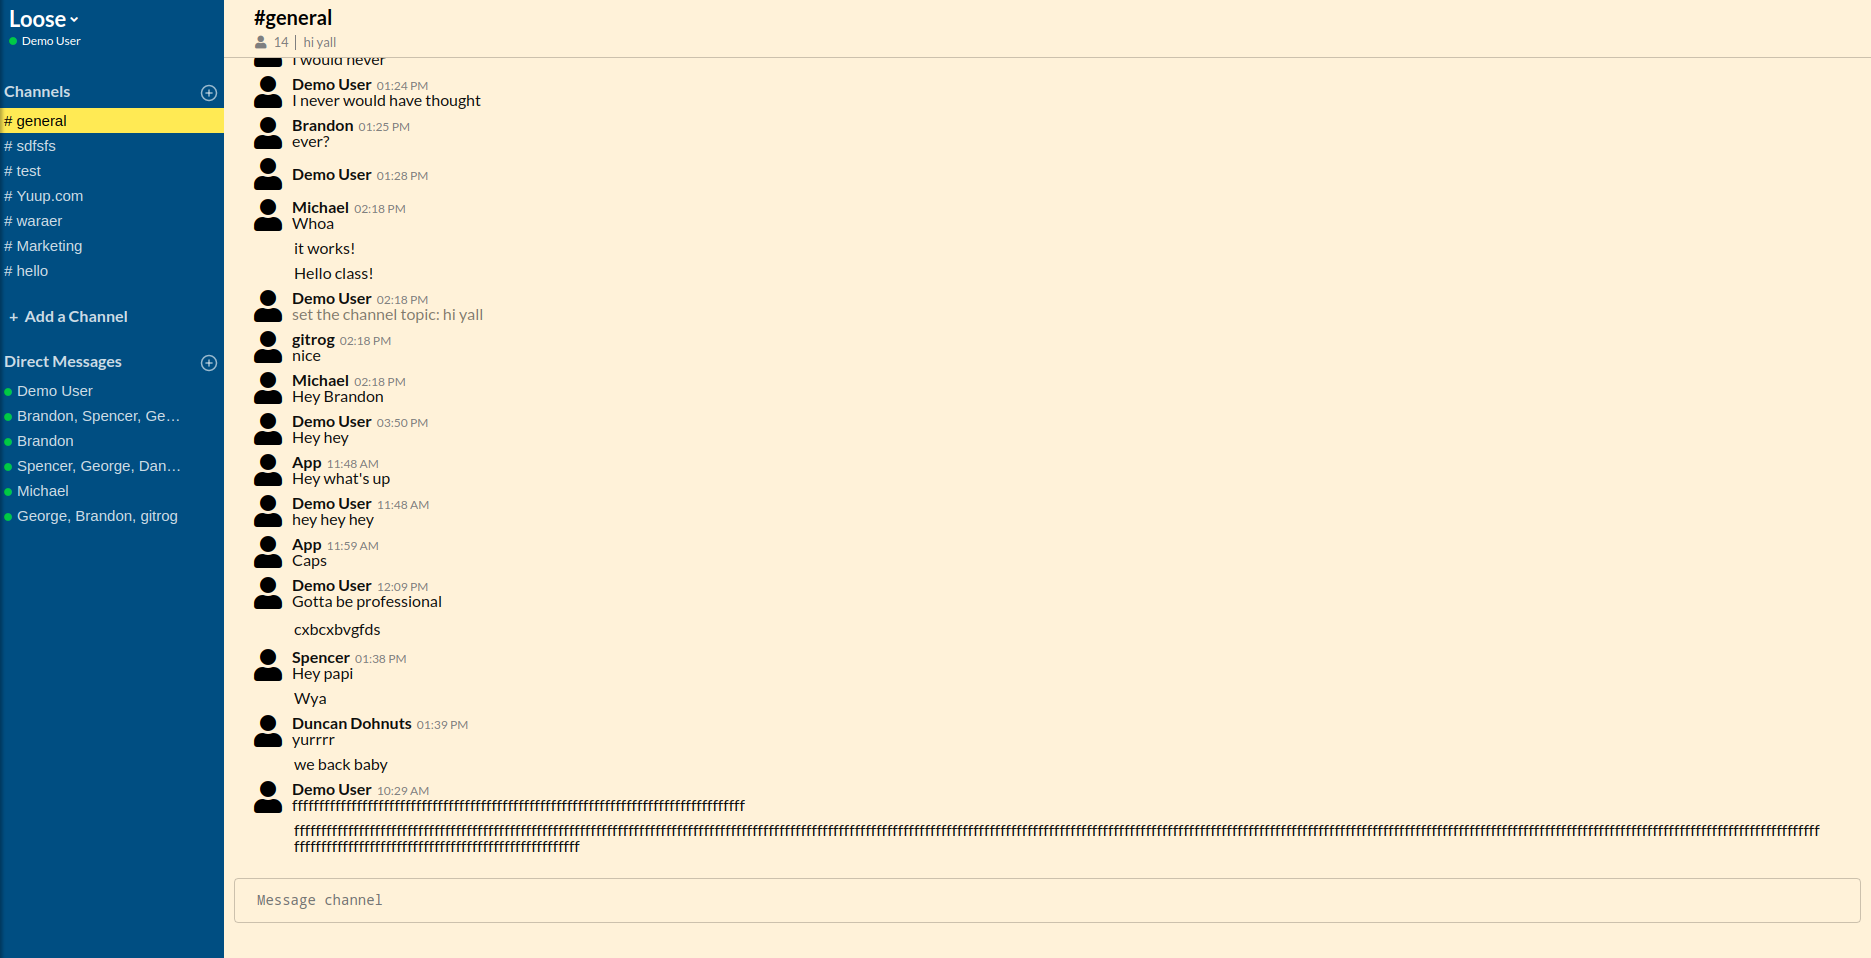 Loose
Demo User
Channels
# general
# sdfsfs
# test
# Yuup.com
# waraer
# Marketing
# hello
+ Add a Channel
Direct Messages
Demo User
Brandon, Spencer, Ge...
Brandon
Spencer, George, Dan...
Michael
George, Brandon, gitrog
#general
14 | hi yall
I would never
Demo User 01:24 PM
I never would have thought
Brandon 01:25 PM
ever?
Demo User 01:28 PM
Michael 02:18 PM
Whoa
it works!
Hello class!
Demo User 02:18 PM
set the channel topic: hi yall
gitrog 02:18 PM
nice
Michael 02:18 PM
Hey Brandon
Demo User 03:50 PM
Hey hey
App 11:48 AM
Hey what's up
Demo User 11:48 AM
hey hey hey
App 11:59 AM
Caps
Demo User 12:09 PM
Gotta be professional
cxbcxbvgfds
Spencer 01:38 PM
Hey papi
Wya
Duncan Dohnuts 01:39 PM
yurrrr
we back baby
Demo User 10:29 AM
Message channel